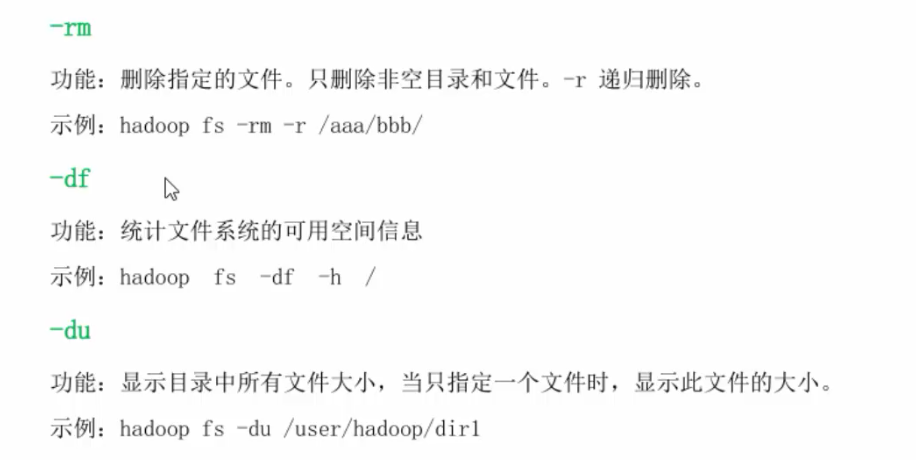 -rm
功能：删除指定的文件。只删除非空目录和文件。-r 递归删除。
示例：hadoop fs -rm -r /aaa/bbb/
-df
功能：统计文件系统的可用空间信息
示例：hadoop  fs  -df  -h  /
-du
功能：显示目录中所有文件大小，当只指定一个文件时，显示此文件的大小。
示例：hadoop fs -du /user/hadoop/dir1